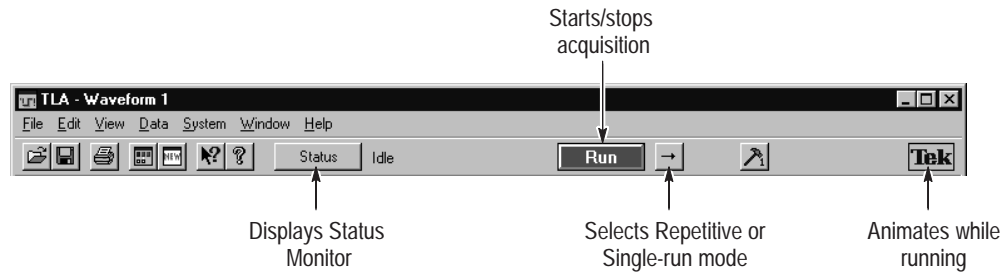 Starts/stops
acquisition
TLA - Waveform 1
File Edit View Data System Window Help
NEW ? ? Status Idle Run → Tek
Displays Status
Monitor
Selects Repetitive or
Single-run mode
Animates while
running